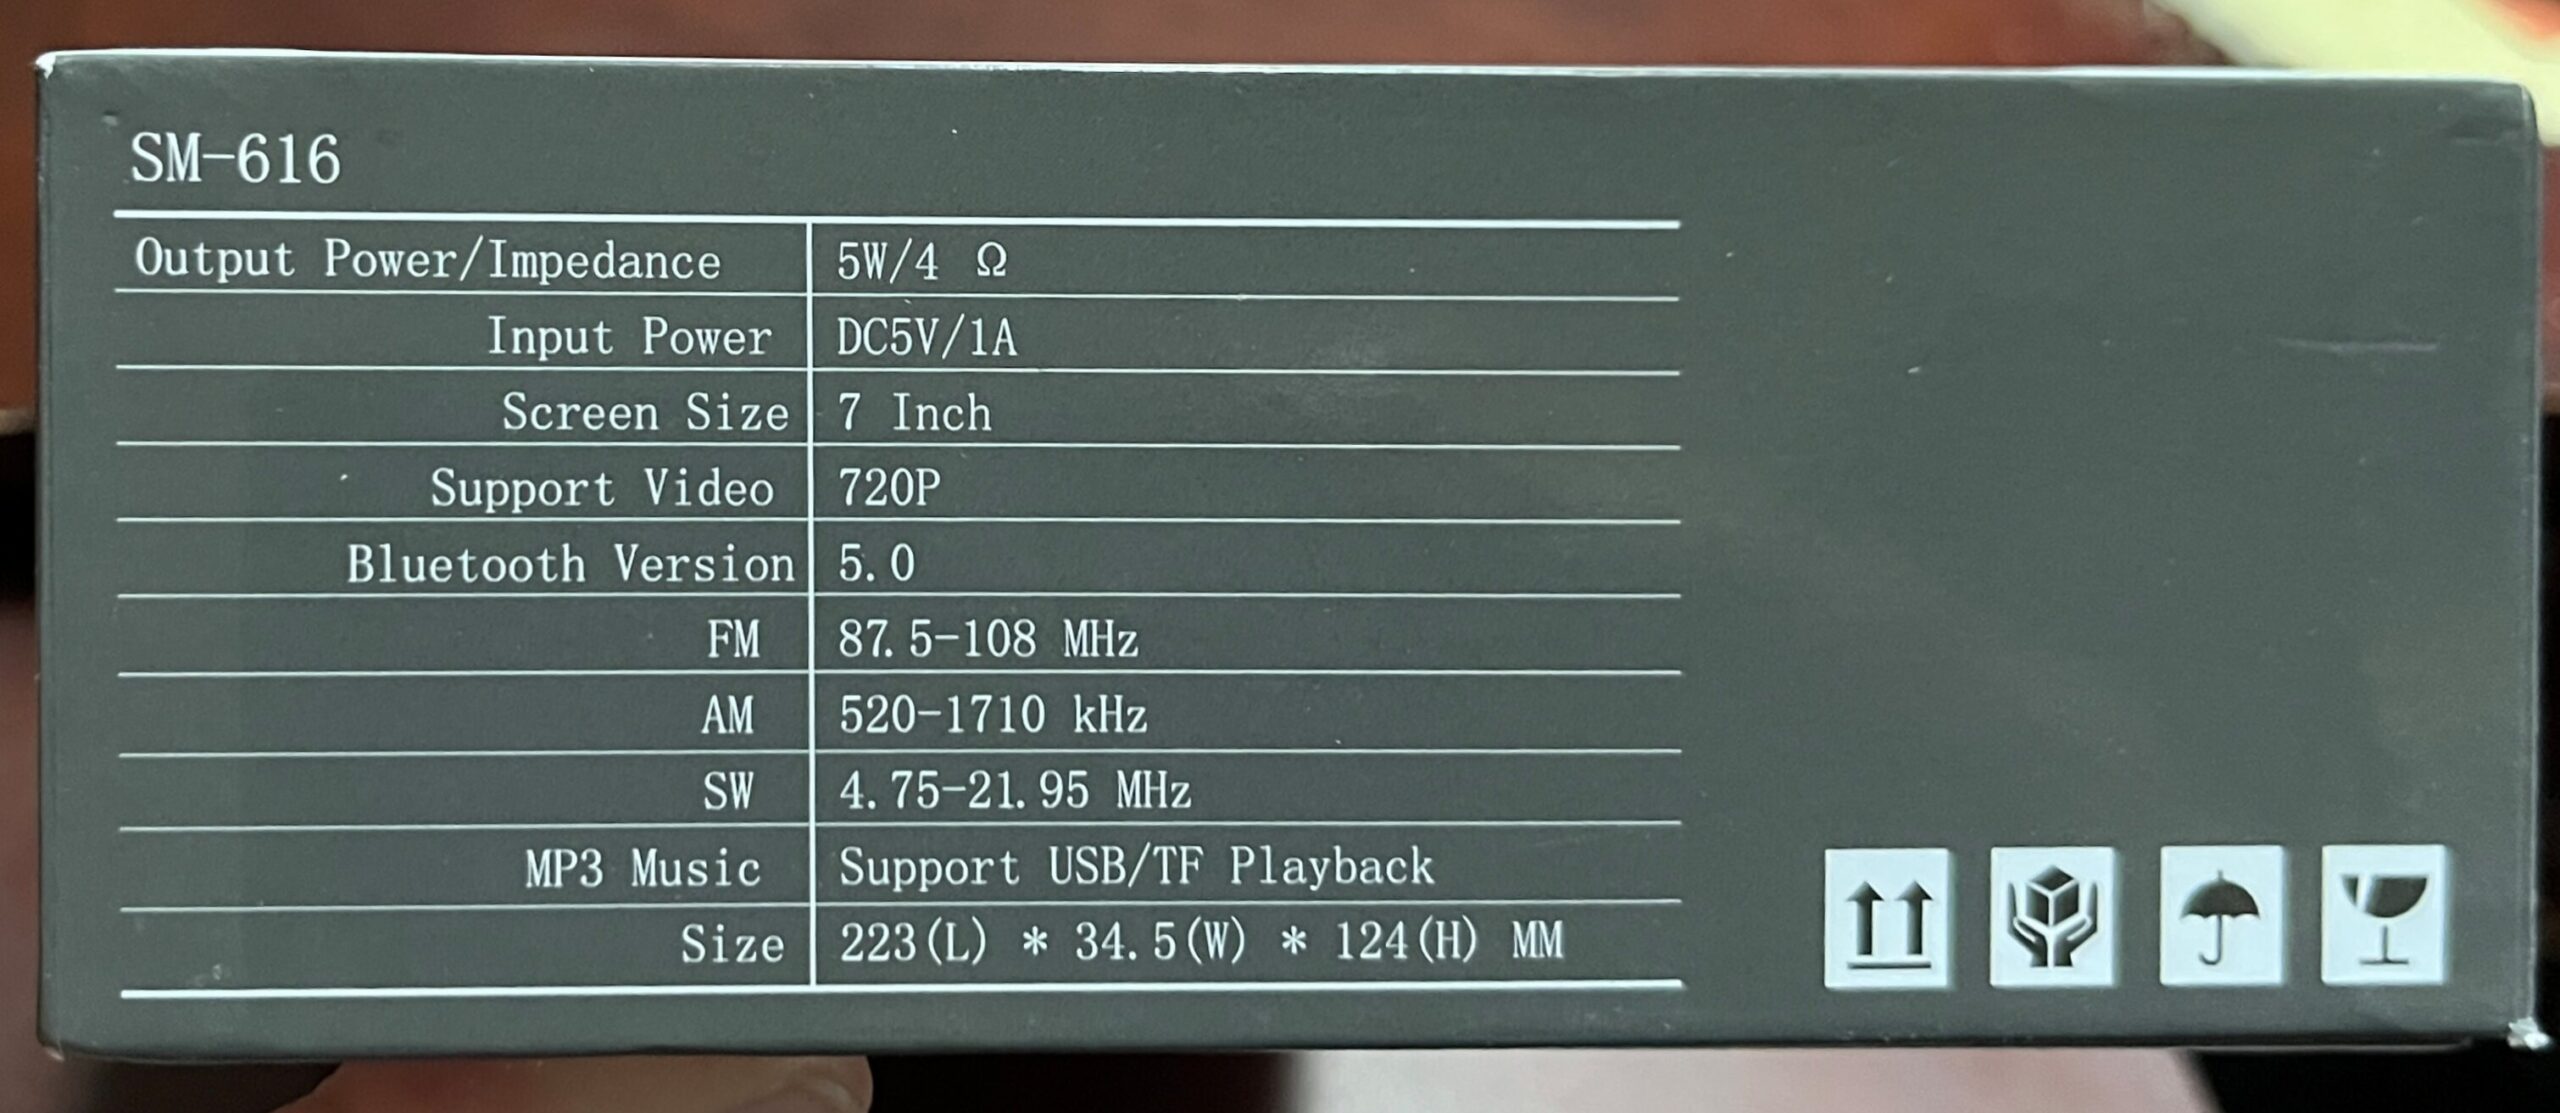 SM-616
Output Power/Impedance 5W/4 Ω
Input Power DC5V/1A
Screen Size 7 Inch
Support Video 720P
Bluetooth Version 5.0
FM 87.5-108 MHz
AM 520-1710 kHz
SW 4.75-21.95 MHz
MP3 Music Support USB/TF Playback
Size 223(L) * 34.5(W) * 124(H) MM